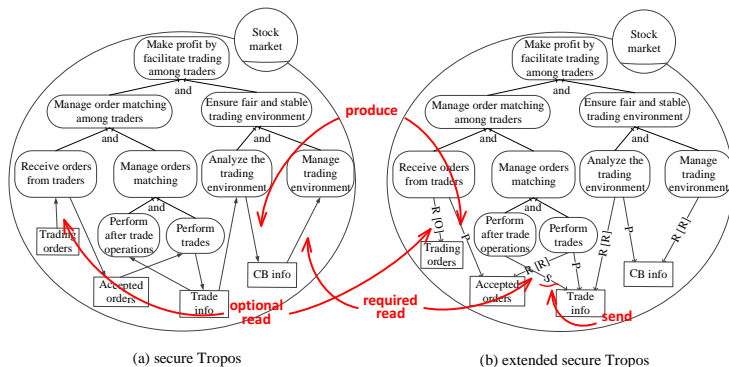 Stock
market
Make profit by
facilitate trading
among traders
and
Manage order matching
among traders
Ensure fair and stable
trading environment
and
and
Receive orders
from traders
Manage orders
matching
Analyze the
trading
environment
Manage
trading
environment
and
Trading
orders
Perform
after trade
operations
Perform
trades
Accepted
orders
Trade
info
CB info
(a) secure Tropos
produce
optional
read
required
read
send
Stock
market
Make profit by
facilitate trading
among traders
and
Manage order matching
among traders
Ensure fair and stable
trading environment
and
and
Receive orders
from traders
Manage orders
matching
Analyze the
trading
environment
Manage trading
environment
and
R [O]
P
Trading
orders
Perform
after trade
operations
Perform
trades
R [R]
P
S
R [R]
P
R [R]
Accepted
orders
Trade
info
CB info
(b) extended secure Tropos